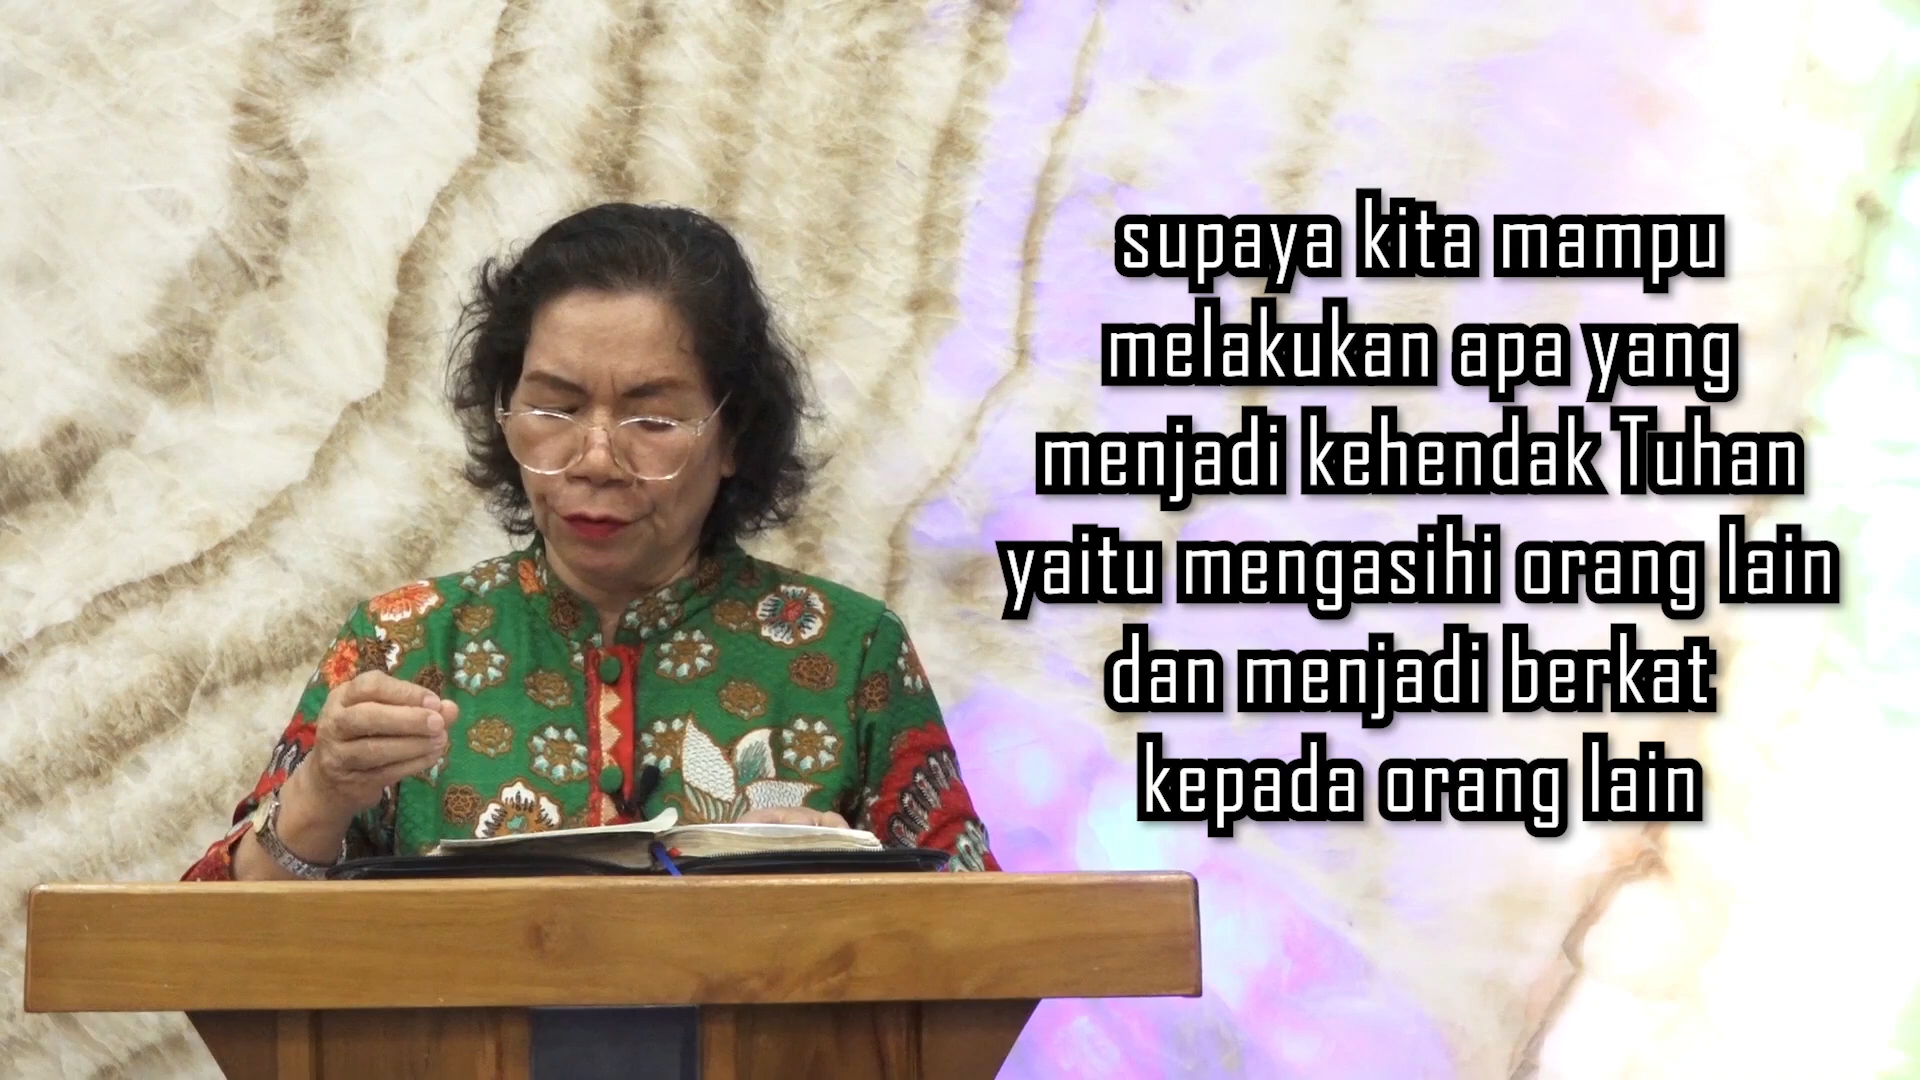 supaya kita mampu
melakukan apa yang
menjadi kehendak Tuhan
yaitu mengasihi orang lain
dan menjadi berkat
kepada orang lain